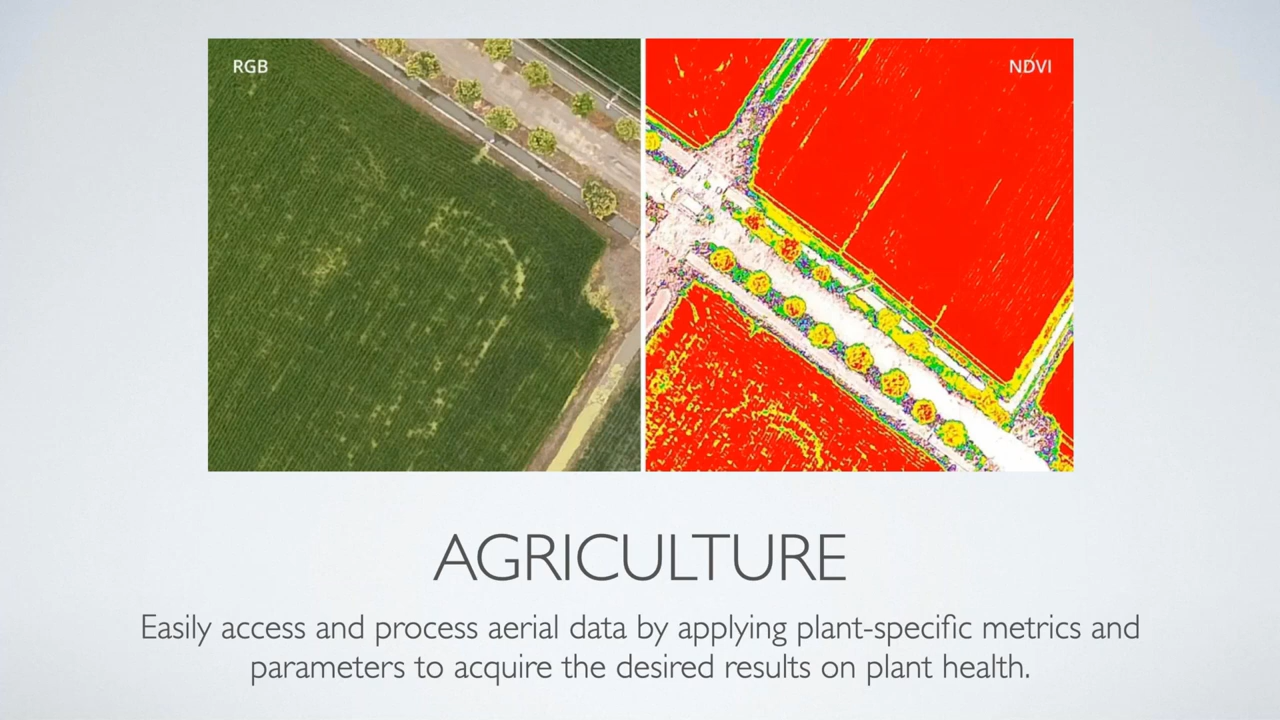 RGB
NDVI
AGRICULTURE
Easily access and process aerial data by applying plant-specific metrics and
parameters to acquire the desired results on plant health.